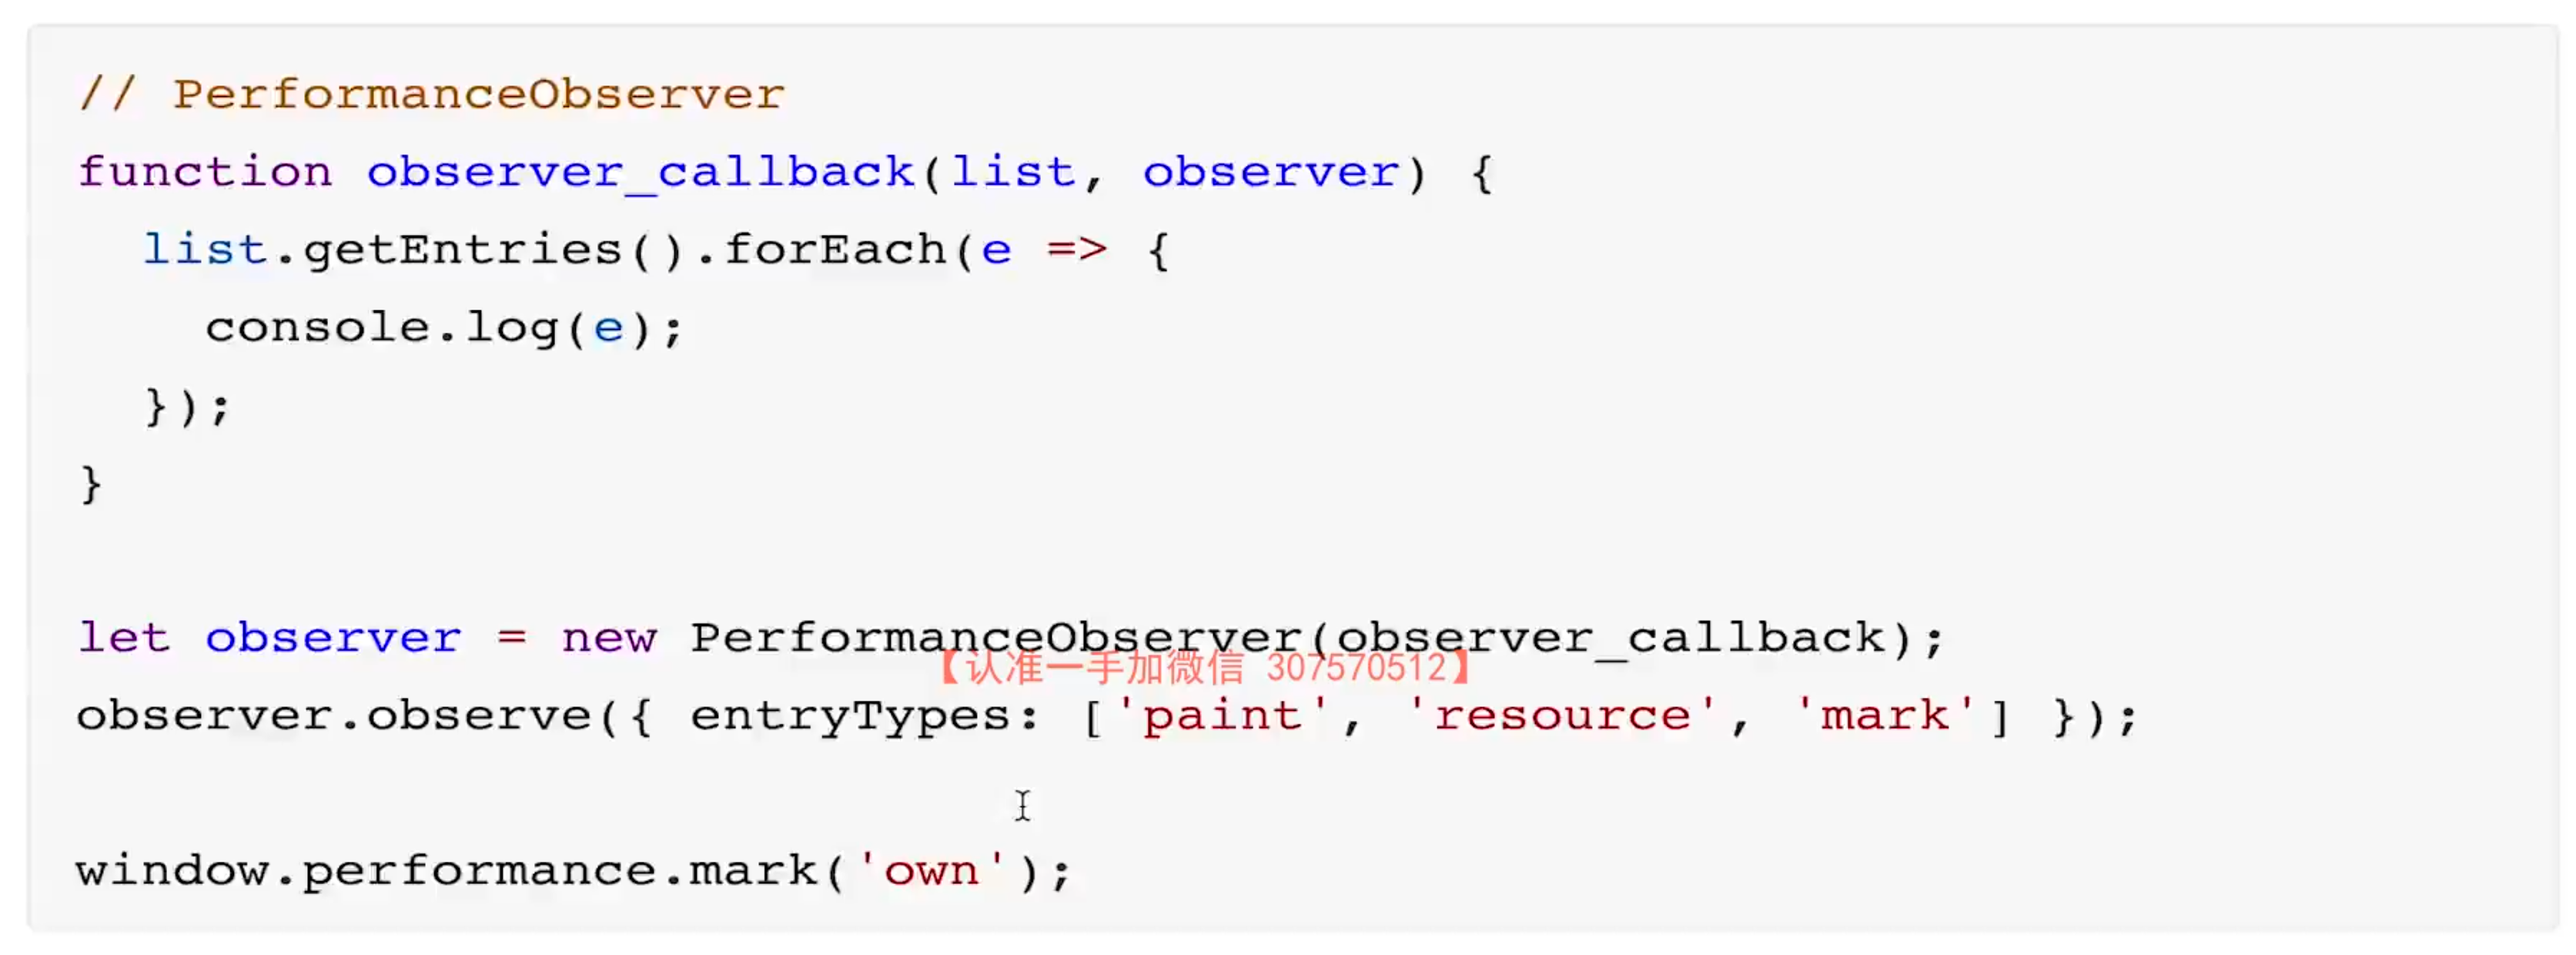 // PerformanceObserver
function observer_callback(list, observer) {
  list.getEntries().forEach(e => {
    console.log(e);
  });
}
let observer = new PerformanceObserver(observer_callback);
【认准一手加微信 307570512】
observer.observe({ entryTypes: ['paint', 'resource', 'mark'] });
window.performance.mark('own');